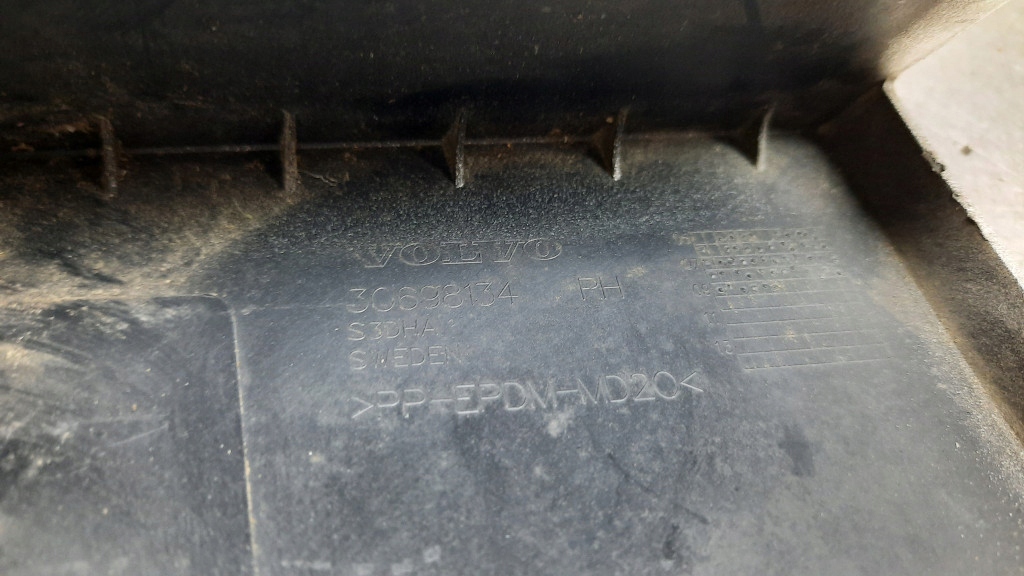 VOLVO
30698134 RH
S3DHA
SWEDEN
>PP-EPDM-MD20<